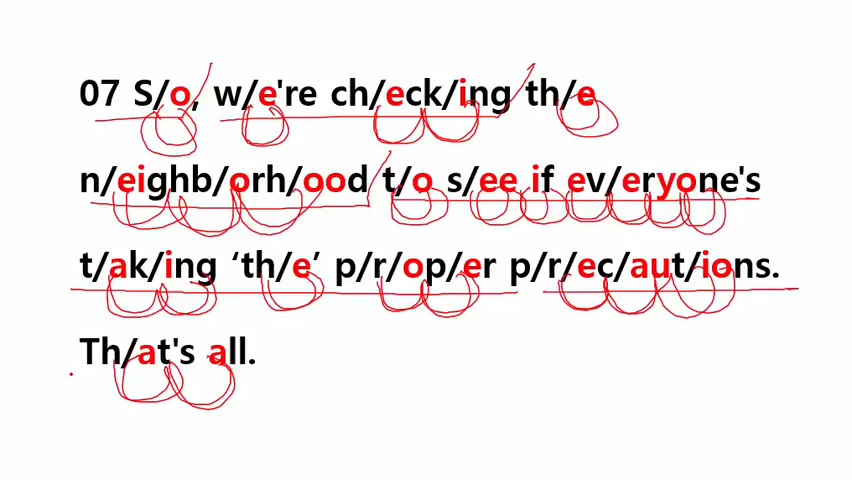 07 S/o, w/e're ch/eck/ing th/e
n/eighb/orh/ood t/o s/ee if ev/eryone's
t/ak/ing ‘th/e’ p/r/op/er p/r/ec/aut/ions.
Th/at's all.